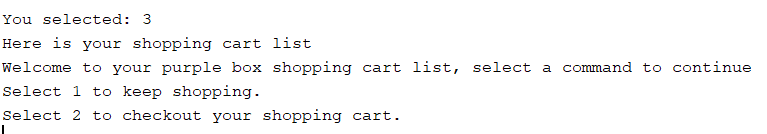 You selected: 3
Here is your shopping cart list
Welcome to your purple box shopping cart list, select a command to continue
Select 1 to keep shopping.
Select 2 to checkout your shopping cart.